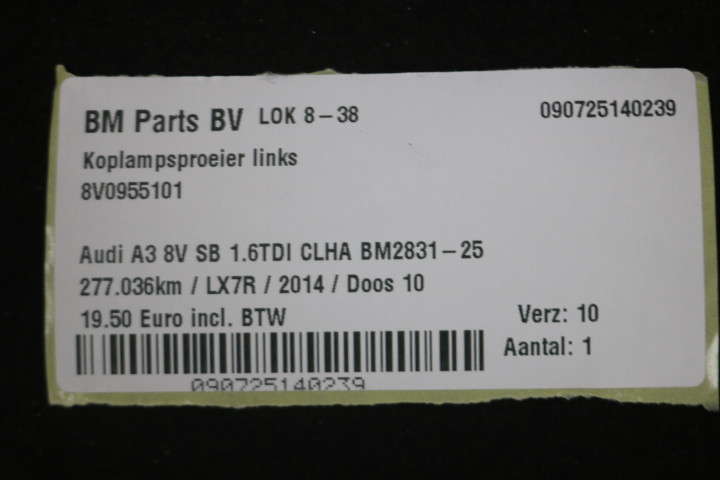 BM Parts BV LOK 8-38 090725140239
Koplampsproeier links
8V0955101
Audi A3 8V SB 1.6TDI CLHA BM2831-25
277.036km / LX7R / 2014 / Doos 10
19.50 Euro incl. BTW Verz: 10
Aantal: 1
090725140239